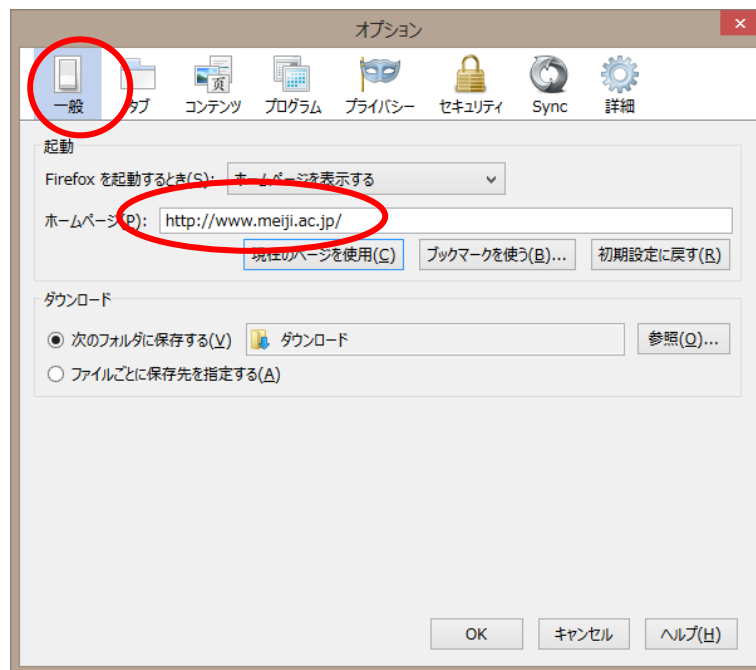 オプション
×
一般 タブ コンテンツ プログラム プライバシー セキュリティ Sync 詳細
頁
起動
Firefox を起動するとき(S): ホームページを表示する
ホームページ(P): http://www.meiji.ac.jp/
現在のページを使用(C) ブックマークを使う(B)... 初期設定に戻す(R)
ダウンロード
次のフォルダに保存する(V) ダウンロード 参照(O)...
ファイルごとに保存先を指定する(A)
OK キャンセル ヘルプ(H)